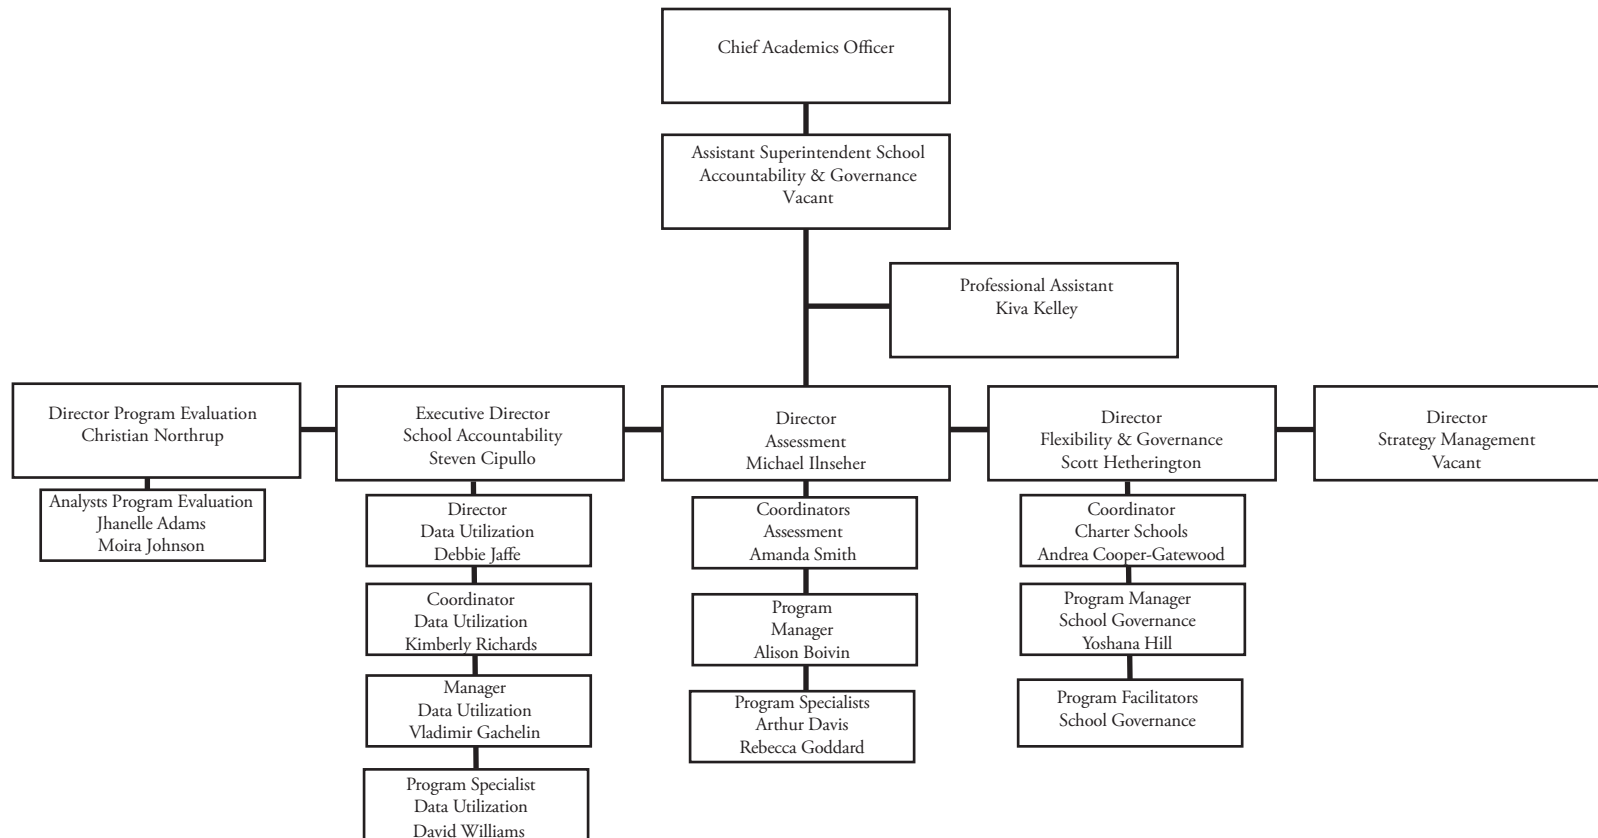 Chief Academics Officer
Assistant Superintendent School
Accountability & Governance
Vacant
Professional Assistant
Kiva Kelley
Director Program Evaluation
Christian Northrup
Executive Director
School Accountability
Steven Cipullo
Director
Assessment
Michael Ilnseher
Director
Flexibility & Governance
Scott Hetherington
Director
Strategy Management
Vacant
Analysts Program Evaluation
Jhanelle Adams
Moira Johnson
Director
Data Utilization
Debbie Jaffe
Coordinator
Data Utilization
Kimberly Richards
Manager
Data Utilization
Vladimir Gachelin
Program Specialist
Data Utilization
David Williams
Coordinators
Assessment
Amanda Smith
Program
Manager
Alison Boivin
Program Specialists
Arthur Davis
Rebecca Goddard
Coordinator
Charter Schools
Andrea Cooper-Gatewood
Program Manager
School Governance
Yoshana Hill
Program Facilitators
School Governance